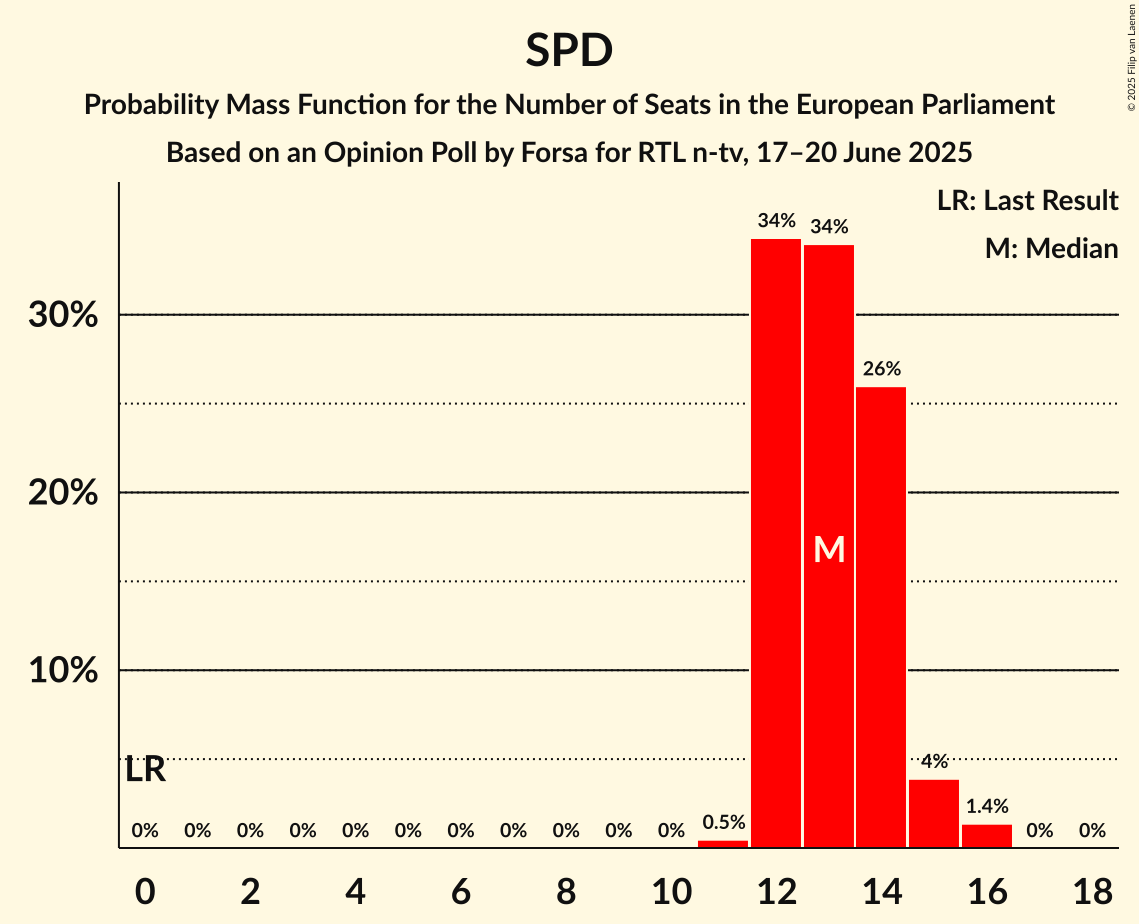 SPD
Probability Mass Function for the Number of Seats in the European Parliament
Based on an Opinion Poll by Forsa for RTL n-tv, 17–20 June 2025
© 2025 Filip van Laenen
LR: Last Result
M: Median
34%
34%
30%
26%
20%
M
10%
LR
4%
1.4%
0.5%
0% 0% 0% 0% 0% 0% 0% 0% 0% 0% 0% 0% 0%
0 2 4 6 8 10 12 14 16 18